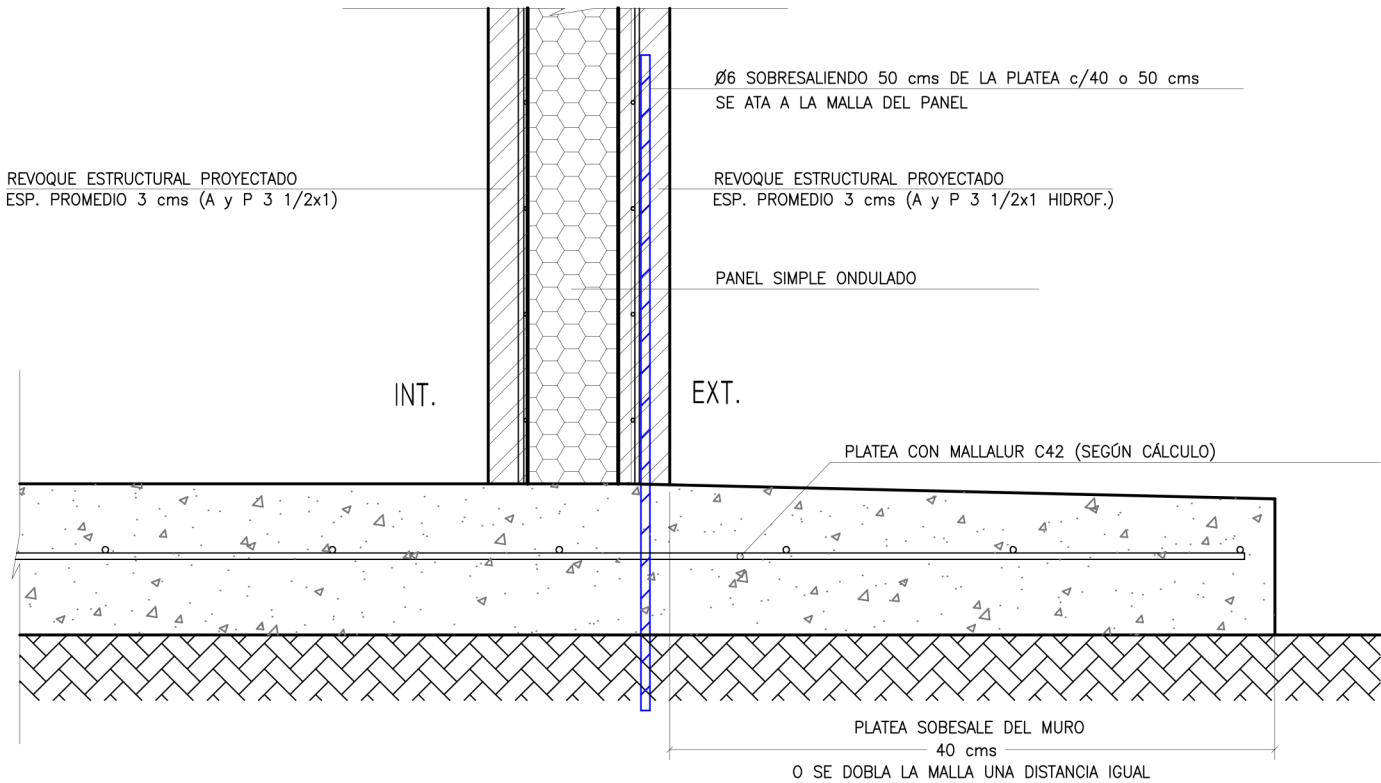 Ø6 SOBRESALIENDO 50 cms DE LA PLATEA c/40 o 50 cms
SE ATA A LA MALLA DEL PANEL
REVOQUE ESTRUCTURAL PROYECTADO
ESP. PROMEDIO 3 cms (A y P 3 1/2x1)
REVOQUE ESTRUCTURAL PROYECTADO
ESP. PROMEDIO 3 cms (A y P 3 1/2x1 HIDROF.)
PANEL SIMPLE ONDULADO
INT.
EXT.
PLATEA CON MALLALUR C42 (SEGÚN CÁLCULO)
PLATEA SOBESALE DEL MURO
40 cms
O SE DOBLA LA MALLA UNA DISTANCIA IGUAL